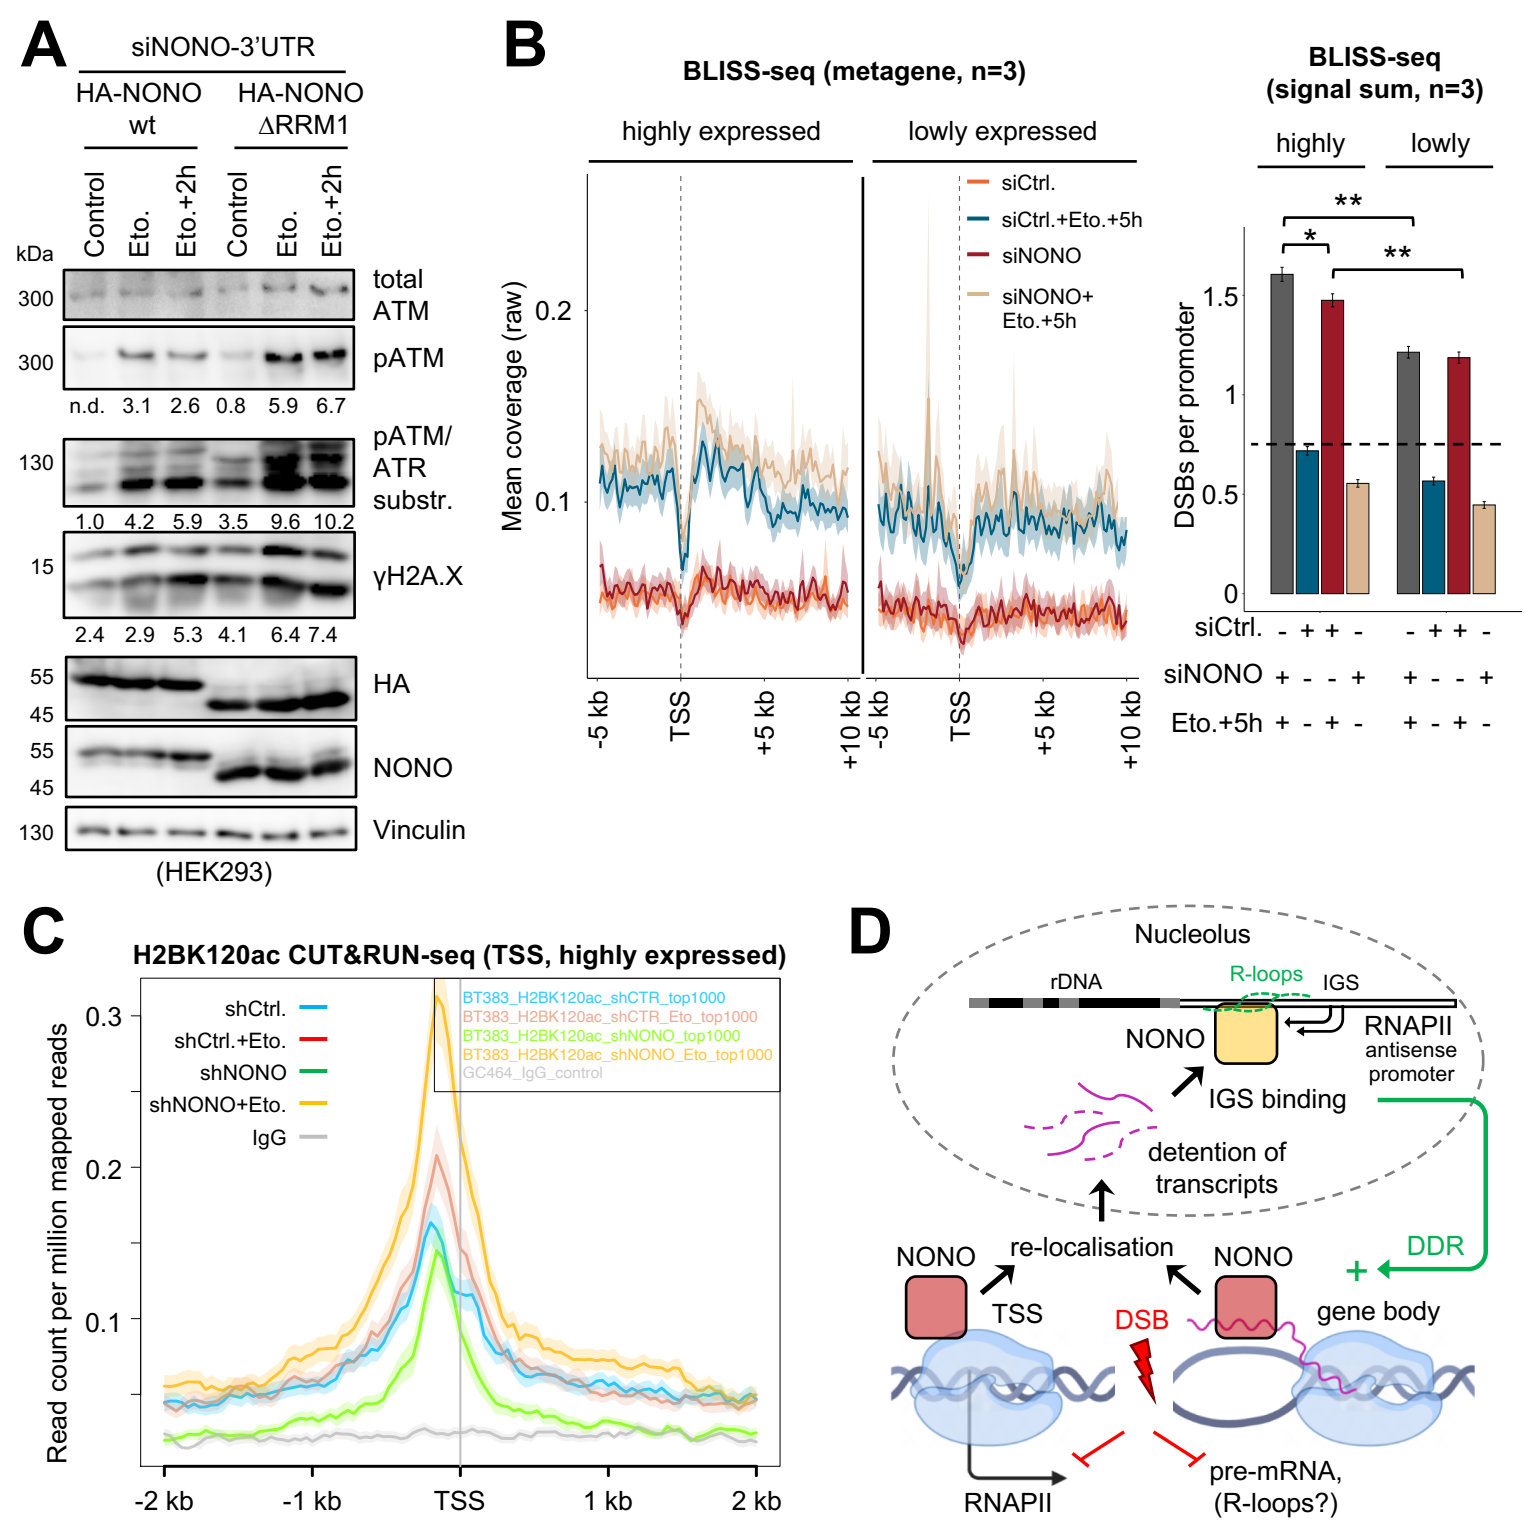 A
siNONO-3'UTR
HA-NONO wt
HA-NONO ΔRRM1
Control
Eto.
Eto.+2h
Control
Eto.
Eto.+2h
kDa
300
total ATM
300
pATM
n.d. 3.1 2.6 0.8 5.9 6.7
130
pATM/ ATR substr.
1.0 4.2 5.9 3.5 9.6 10.2
15
γH2A.X
2.4 2.9 5.3 4.1 6.4 7.4
55
45
HA
55
45
NONO
130
Vinculin
(HEK293)
B
BLISS-seq (metagene, n=3)
highly expressed
lowly expressed
siCtrl.
siCtrl.+Eto.+5h
siNONO
siNONO+
Eto.+5h
Mean coverage (raw)
0.2
0.1
-5 kb
TSS
+5 kb
+10 kb
-5 kb
TSS
+5 kb
+10 kb
BLISS-seq
(signal sum, n=3)
highly
lowly
**
*
**
DSBs per promoter
1.5
1
0.5
0
siCtrl. - + + - - + + -
siNONO + - - + + - - +
Eto.+5h + - + - + - + -
C
H2BK120ac CUT&RUN-seq (TSS, highly expressed)
Read count per million mapped reads
0.3
0.2
0.1
shCtrl.
shCtrl.+Eto.
shNONO
shNONO+Eto.
IgG
BT383_H2BK120ac_shCTR_top1000
BT383_H2BK120ac_shCTR_Eto_top1000
BT383_H2BK120ac_shNONO_top1000
BT383_H2BK120ac_shNONO_Eto_top1000
GC464_IgG_control
-2 kb
-1 kb
TSS
1 kb
2 kb
D
Nucleolus
rDNA
R-loops
IGS
NONO
RNAPII
antisense
promoter
IGS binding
detention of
transcripts
re-localisation
NONO
NONO
DDR
+
TSS
DSB
gene body
RNAPII
pre-mRNA,
(R-loops?)